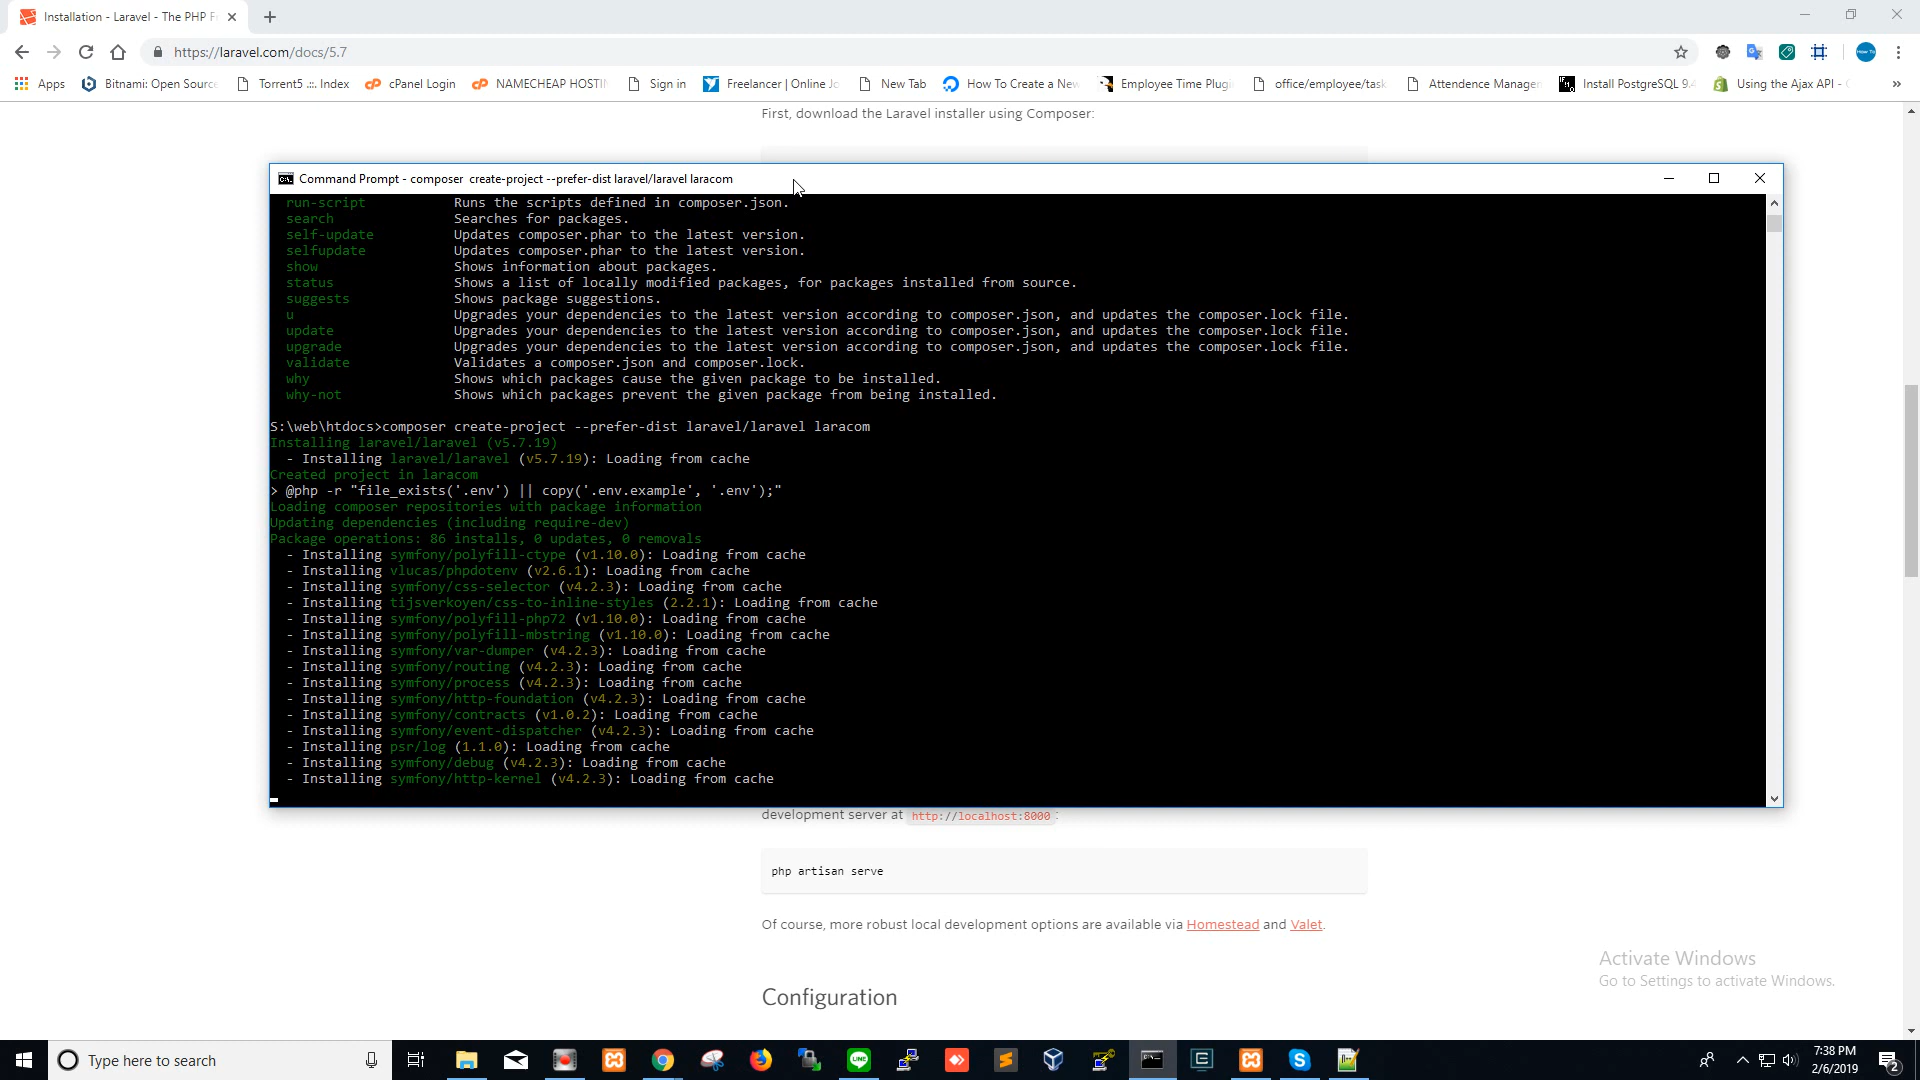 Installation - Laravel - The PHP F
https://laravel.com/docs/5.7
Apps
Bitnami: Open Source
Torrent5 .::. Index
cPanel Login
NAMECHEAP HOSTIN
Sign in
Freelancer | Online Jo
New Tab
How To Create a New
Employee Time Plugi
office/employee/task
Attendence Manager
Install PostgreSQL 9.4
Using the Ajax API -
»
First, download the Laravel installer using Composer:
Command Prompt - composer create-project --prefer-dist laravel/laravel laracom
run-script Runs the scripts defined in composer.json.
search Searches for packages.
self-update Updates composer.phar to the latest version.
selfupdate Updates composer.phar to the latest version.
show Shows information about packages.
status Shows a list of locally modified packages, for packages installed from source.
suggests Shows package suggestions.
u Upgrades your dependencies to the latest version according to composer.json, and updates the composer.lock file.
update Upgrades your dependencies to the latest version according to composer.json, and updates the composer.lock file.
upgrade Upgrades your dependencies to the latest version according to composer.json, and updates the composer.lock file.
validate Validates a composer.json and composer.lock.
why Shows which packages cause the given package to be installed.
why-not Shows which packages prevent the given package from being installed.
S:\web\htdocs>composer create-project --prefer-dist laravel/laravel laracom
Installing laravel/laravel (v5.7.19)
- Installing laravel/laravel (v5.7.19): Loading from cache
Created project in laracom
> @php -r "file_exists('.env') || copy('.env.example', '.env');"
Loading composer repositories with package information
Updating dependencies (including require-dev)
Package operations: 86 installs, 0 updates, 0 removals
- Installing symfony/polyfill-ctype (v1.10.0): Loading from cache
- Installing vlucas/phpdotenv (v2.6.1): Loading from cache
- Installing symfony/css-selector (v4.2.3): Loading from cache
- Installing tijsverkoyen/css-to-inline-styles (2.2.1): Loading from cache
- Installing symfony/polyfill-php72 (v1.10.0): Loading from cache
- Installing symfony/polyfill-mbstring (v1.10.0): Loading from cache
- Installing symfony/var-dumper (v4.2.3): Loading from cache
- Installing symfony/routing (v4.2.3): Loading from cache
- Installing symfony/process (v4.2.3): Loading from cache
- Installing symfony/http-foundation (v4.2.3): Loading from cache
- Installing symfony/contracts (v1.0.2): Loading from cache
- Installing symfony/event-dispatcher (v4.2.3): Loading from cache
- Installing psr/log (1.1.0): Loading from cache
- Installing symfony/debug (v4.2.3): Loading from cache
- Installing symfony/http-kernel (v4.2.3): Loading from cache
development server at http://localhost:8000 :
php artisan serve
Of course, more robust local development options are available via Homestead and Valet.
Configuration
Activate Windows
Go to Settings to activate Windows.
Type here to search
7:38 PM
2/6/2019
2